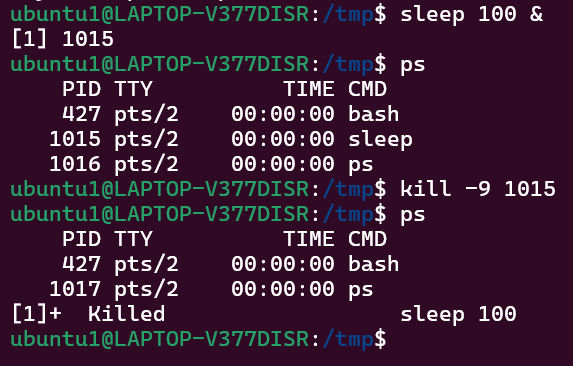 ubuntu1@LAPTOP-V377DISR:/tmp$ sleep 100 &
[1] 1015
ubuntu1@LAPTOP-V377DISR:/tmp$ ps
    PID TTY          TIME CMD
    427 pts/2    00:00:00 bash
   1015 pts/2    00:00:00 sleep
   1016 pts/2    00:00:00 ps
ubuntu1@LAPTOP-V377DISR:/tmp$ kill -9 1015
ubuntu1@LAPTOP-V377DISR:/tmp$ ps
    PID TTY          TIME CMD
    427 pts/2    00:00:00 bash
   1017 pts/2    00:00:00 ps
[1]+  Killed                  sleep 100
ubuntu1@LAPTOP-V377DISR:/tmp$